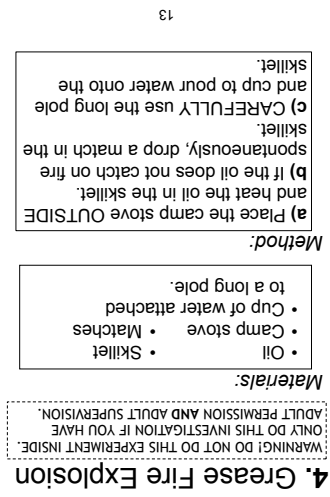 4. Grease Fire Explosion
WARNING! DO NOT DO THIS EXPERIMENT INSIDE.
ONLY DO THIS INVESTIGATION IF YOU HAVE
ADULT PERMISSION AND ADULT SUPERVISION.
Materials:
• Oil • Skillet
• Camp stove • Matches
• Cup of water attached
to a long pole.
Method:
a) Place the camp stove OUTSIDE
and heat the oil in the skillet.
b) If the oil does not catch on fire
spontaneously, drop a match in the
skillet.
c) CAREFULLY use the long pole
and cup to pour water onto the
skillet.
13